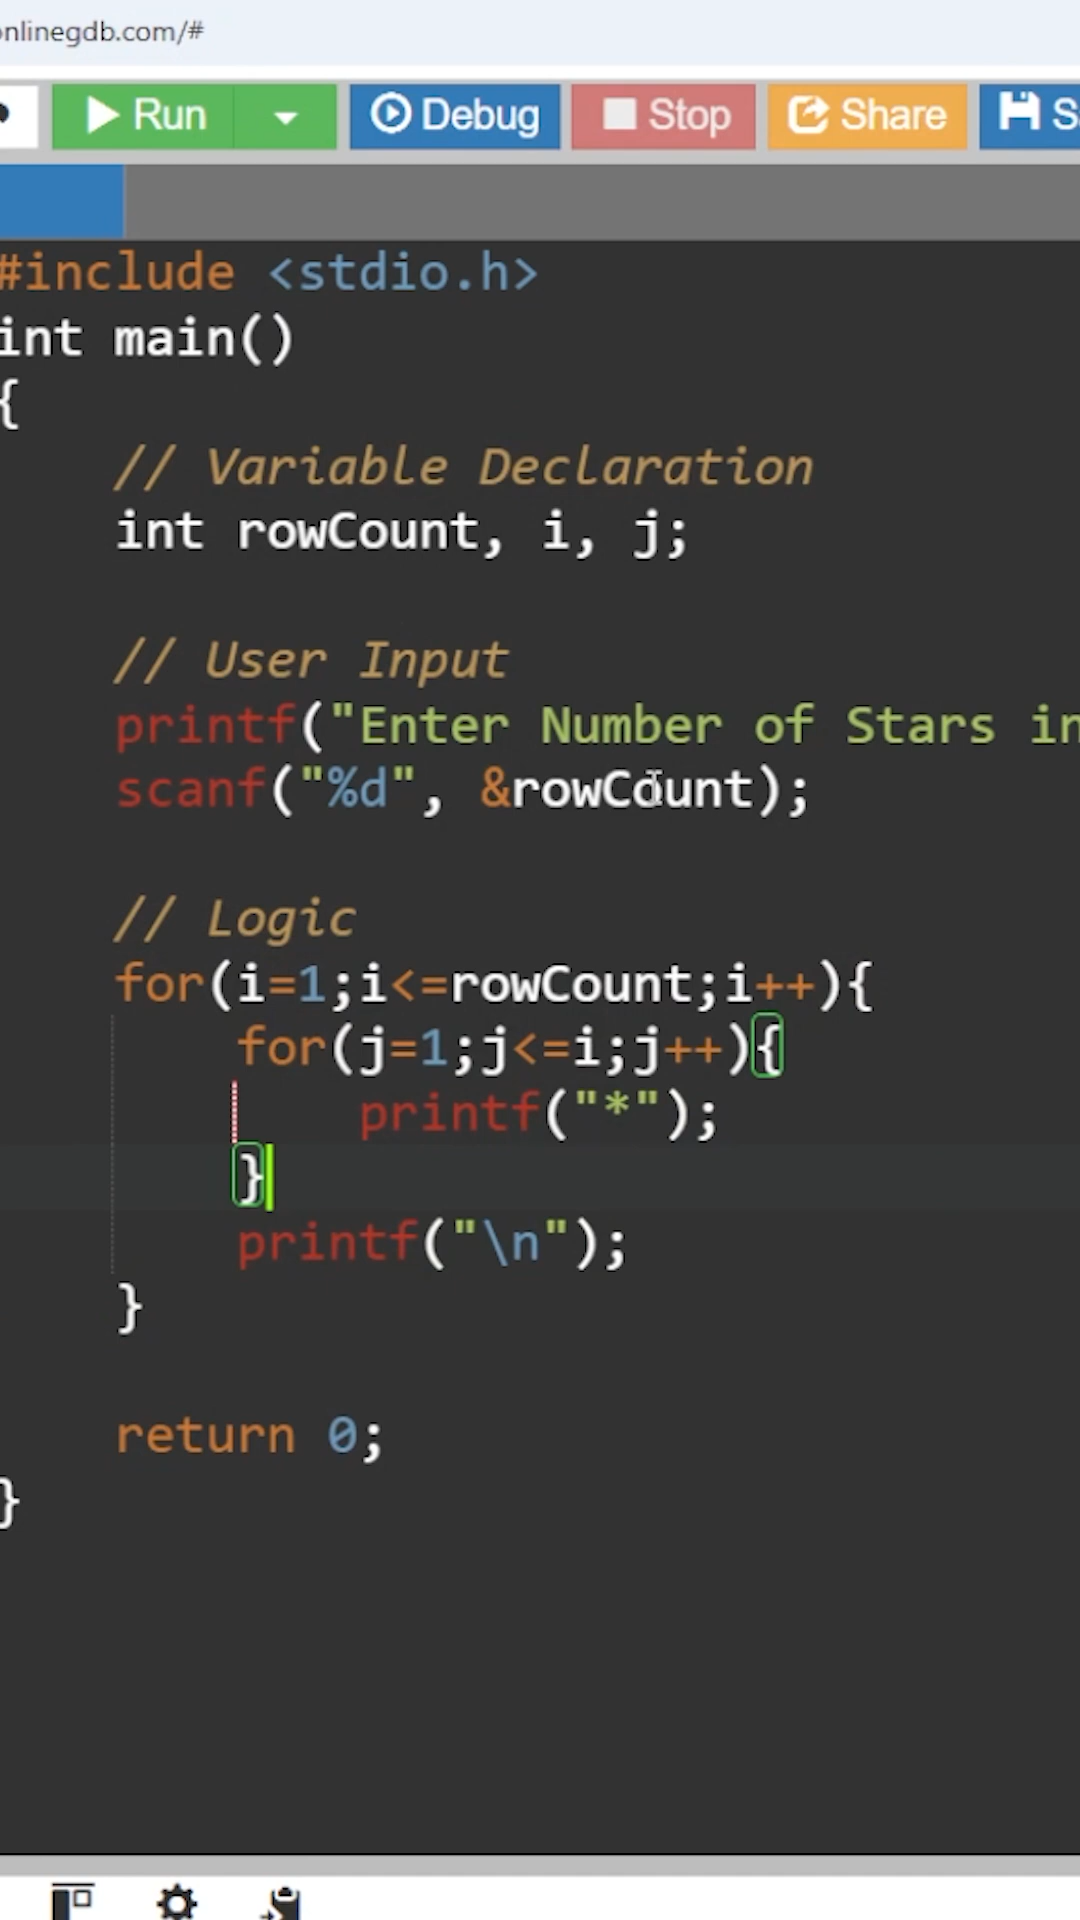 nlinegdb.com/#
Run Debug Stop Share S
#include <stdio.h>
int main()
{
// Variable Declaration
int rowCount, i, j;
// User Input
printf("Enter Number of Stars in
scanf("%d", &rowCount);
// Logic
for(i=1;i<=rowCount;i++){
for(j=1;j<=i;j++){
printf("*");
}
printf("\n");
}
return 0;
}